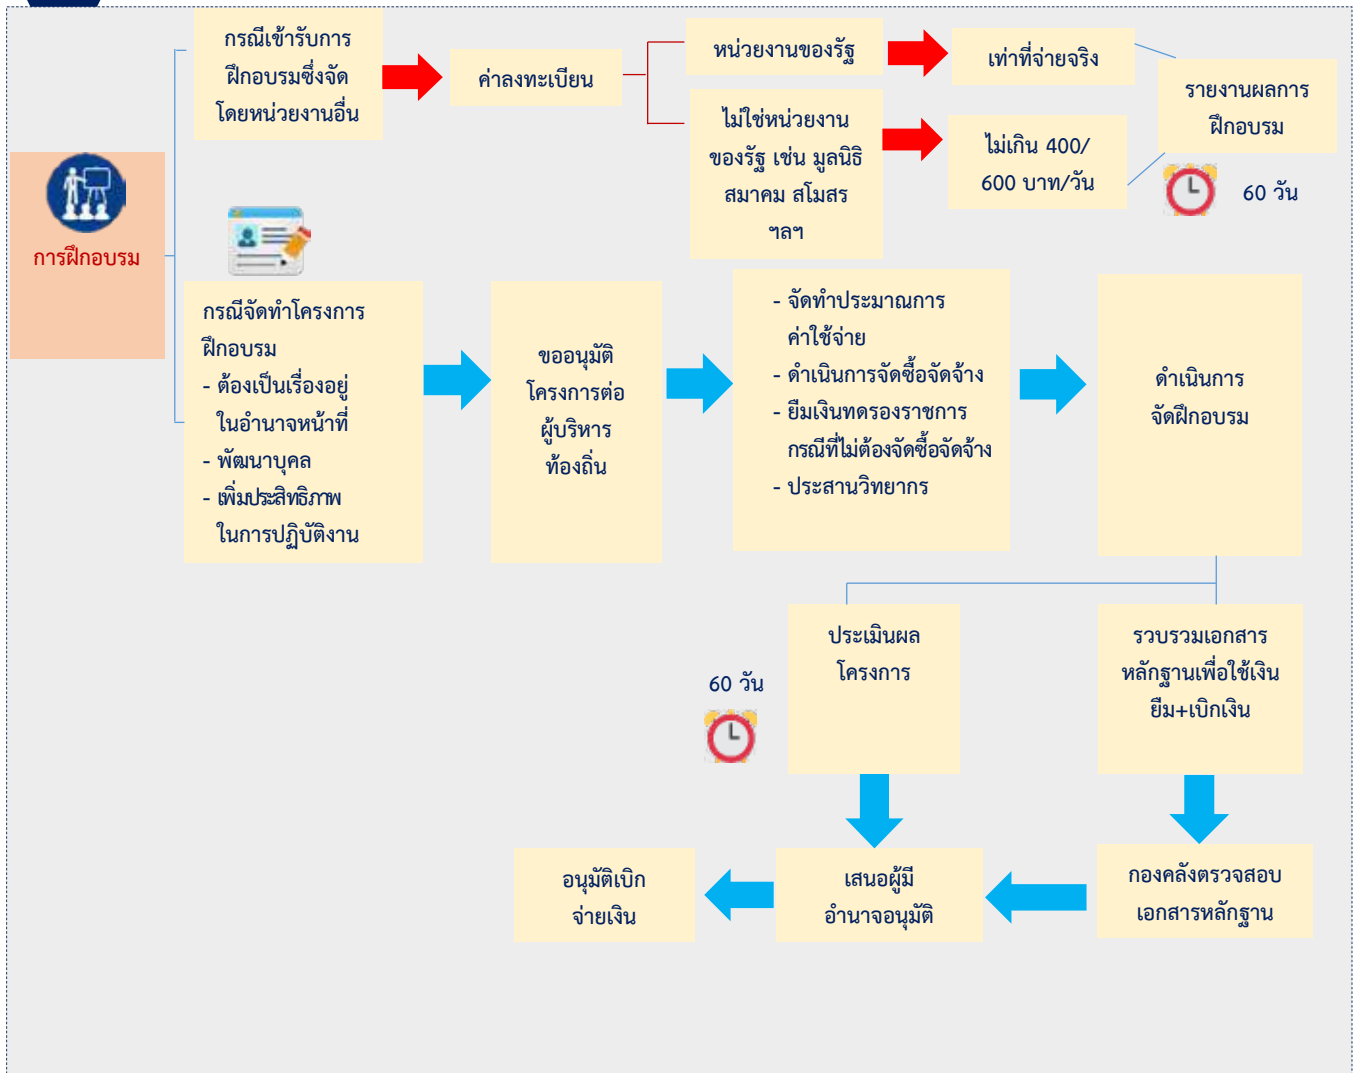 การฝึกอบรม
กรณีเข้ารับการ
ฝึกอบรมซึ่งจัด
โดยหน่วยงานอื่น
ค่าลงทะเบียน
หน่วยงานของรัฐ
เท่าที่จ่ายจริง
ไม่ใช่หน่วยงาน
ของรัฐ เช่น มูลนิธิ
สมาคม สโมสร
ฯลฯ
ไม่เกิน 400/
600 บาท/วัน
รายงานผลการ
ฝึกอบรม
60 วัน
กรณีจัดทำโครงการ
ฝึกอบรม
- ต้องเป็นเรื่องอยู่
ในอำนาจหน้าที่
- พัฒนาบุคล
- เพิ่มประสิทธิภาพ
ในการปฏิบัติงาน
ขออนุมัติ
โครงการต่อ
ผู้บริหาร
ท้องถิ่น
- จัดทำประมาณการ
ค่าใช้จ่าย
- ดำเนินการจัดซื้อจัดจ้าง
- ยืมเงินทดรองราชการ
กรณีที่ไม่ต้องจัดซื้อจัดจ้าง
- ประสานวิทยากร
ดำเนินการ
จัดฝึกอบรม
ประเมินผล
โครงการ
60 วัน
รวบรวมเอกสาร
หลักฐานเพื่อใช้เงิน
ยืม+เบิกเงิน
กองคลังตรวจสอบ
เอกสารหลักฐาน
เสนอผู้มี
อำนาจอนุมัติ
อนุมัติเบิก
จ่ายเงิน